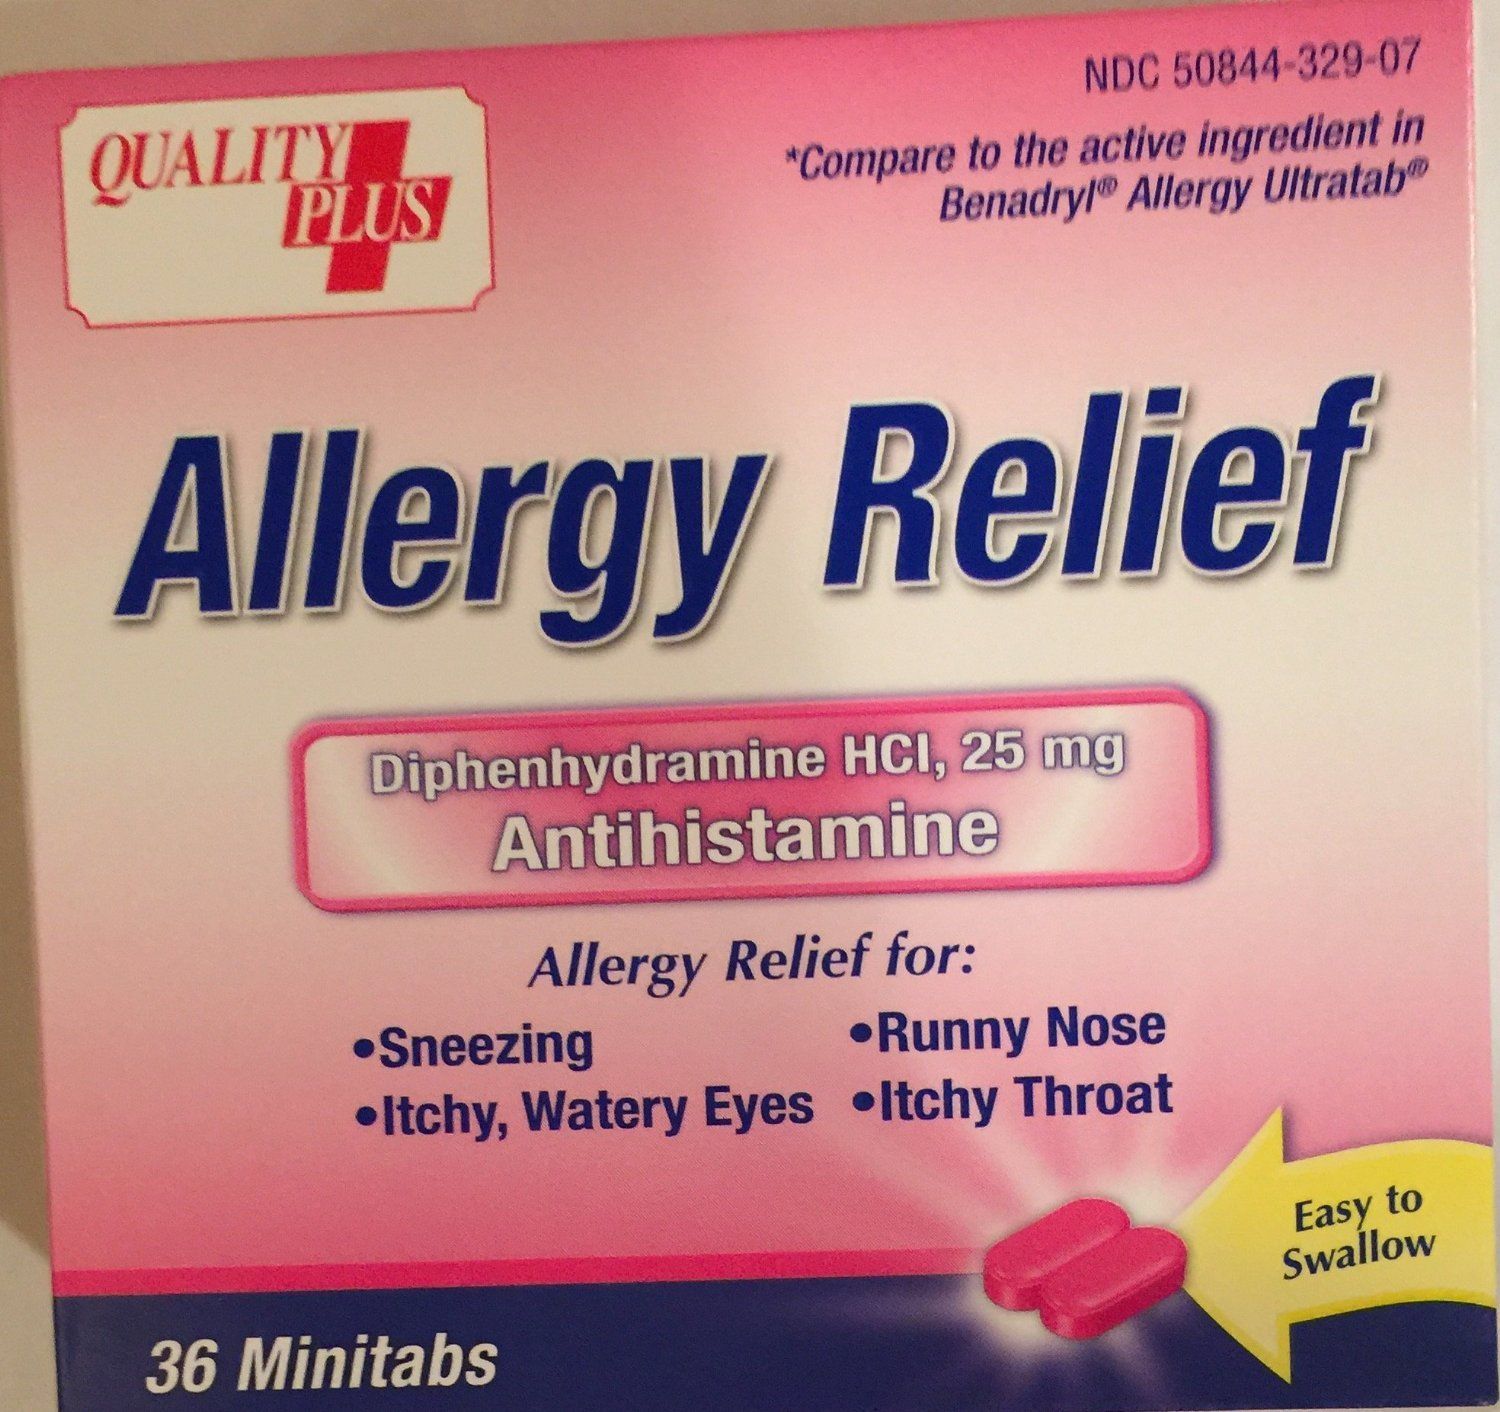 QUALITY
PLUS
NDC 50844-329-07
*Compare to the active ingredient in
Benadryl® Allergy Ultratab®
Allergy Relief
Diphenhydramine HCl, 25 mg
Antihistamine
Allergy Relief for:
•Sneezing
•Runny Nose
•Itchy, Watery Eyes
•Itchy Throat
Easy to
Swallow
36 Minitabs